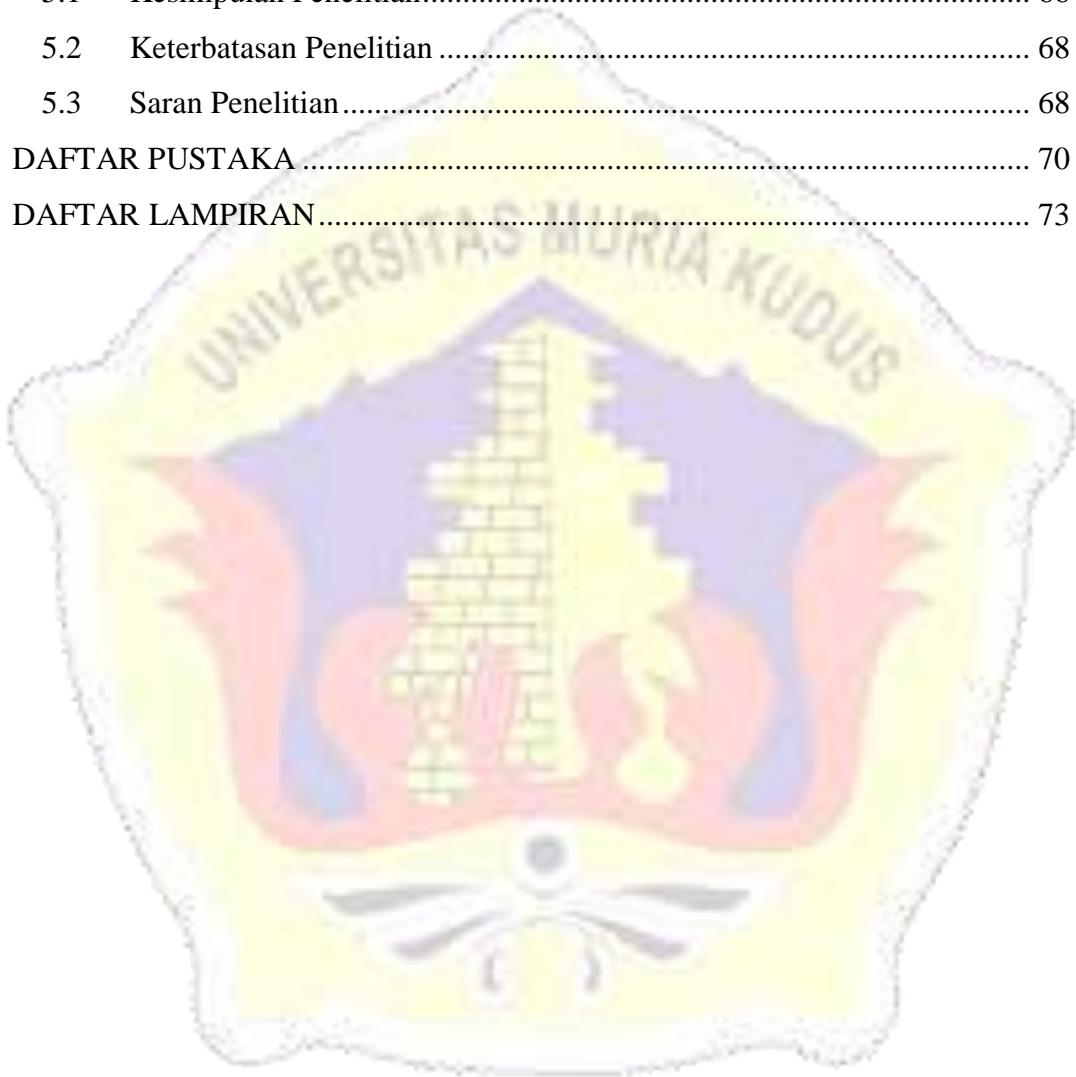 5.2 Keterbatasan Penelitian ........................................................................... 68
5.3 Saran Penelitian ........................................................................................ 68
DAFTAR PUSTAKA ............................................................................................ 70
DAFTAR LAMPIRAN .......................................................................................... 73
UNIVERSITAS MURIA KUDUS